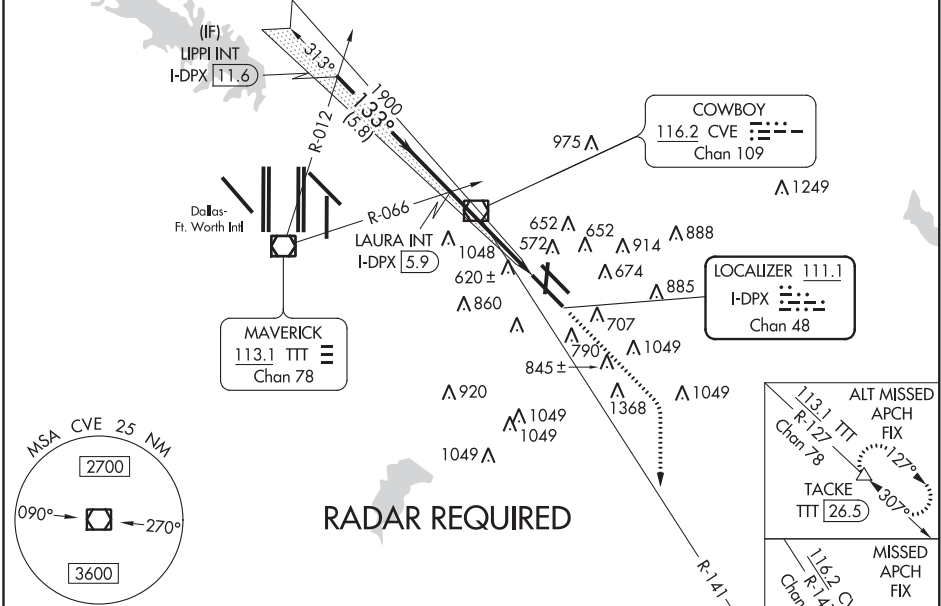 (IF)
LIPPI INT
I-DPX 11.6
313°
1900
133°
(5.8)
R-012
COWBOY
116.2 CVE
Chan 109
975
1249
Dallas-
Ft. Worth Intl
R-066
LAURA INT
I-DPX 5.9
652
652
572
914
888
1048
620 ±
674
LOCALIZER 111.1
I-DPX
Chan 48
885
860
707
790
1049
845 ±
MAVERICK
113.1 TTT
Chan 78
920
1368
1049
1049
1049
1049
MSA CVE 25 NM
2700
090°
270°
3600
RADAR REQUIRED
R-141
ALT MISSED
APCH
FIX
113.1 TTT
R-127
Chan 78
127°
307°
TACKE
TTT 26.5
MISSED
APCH
FIX
116.2